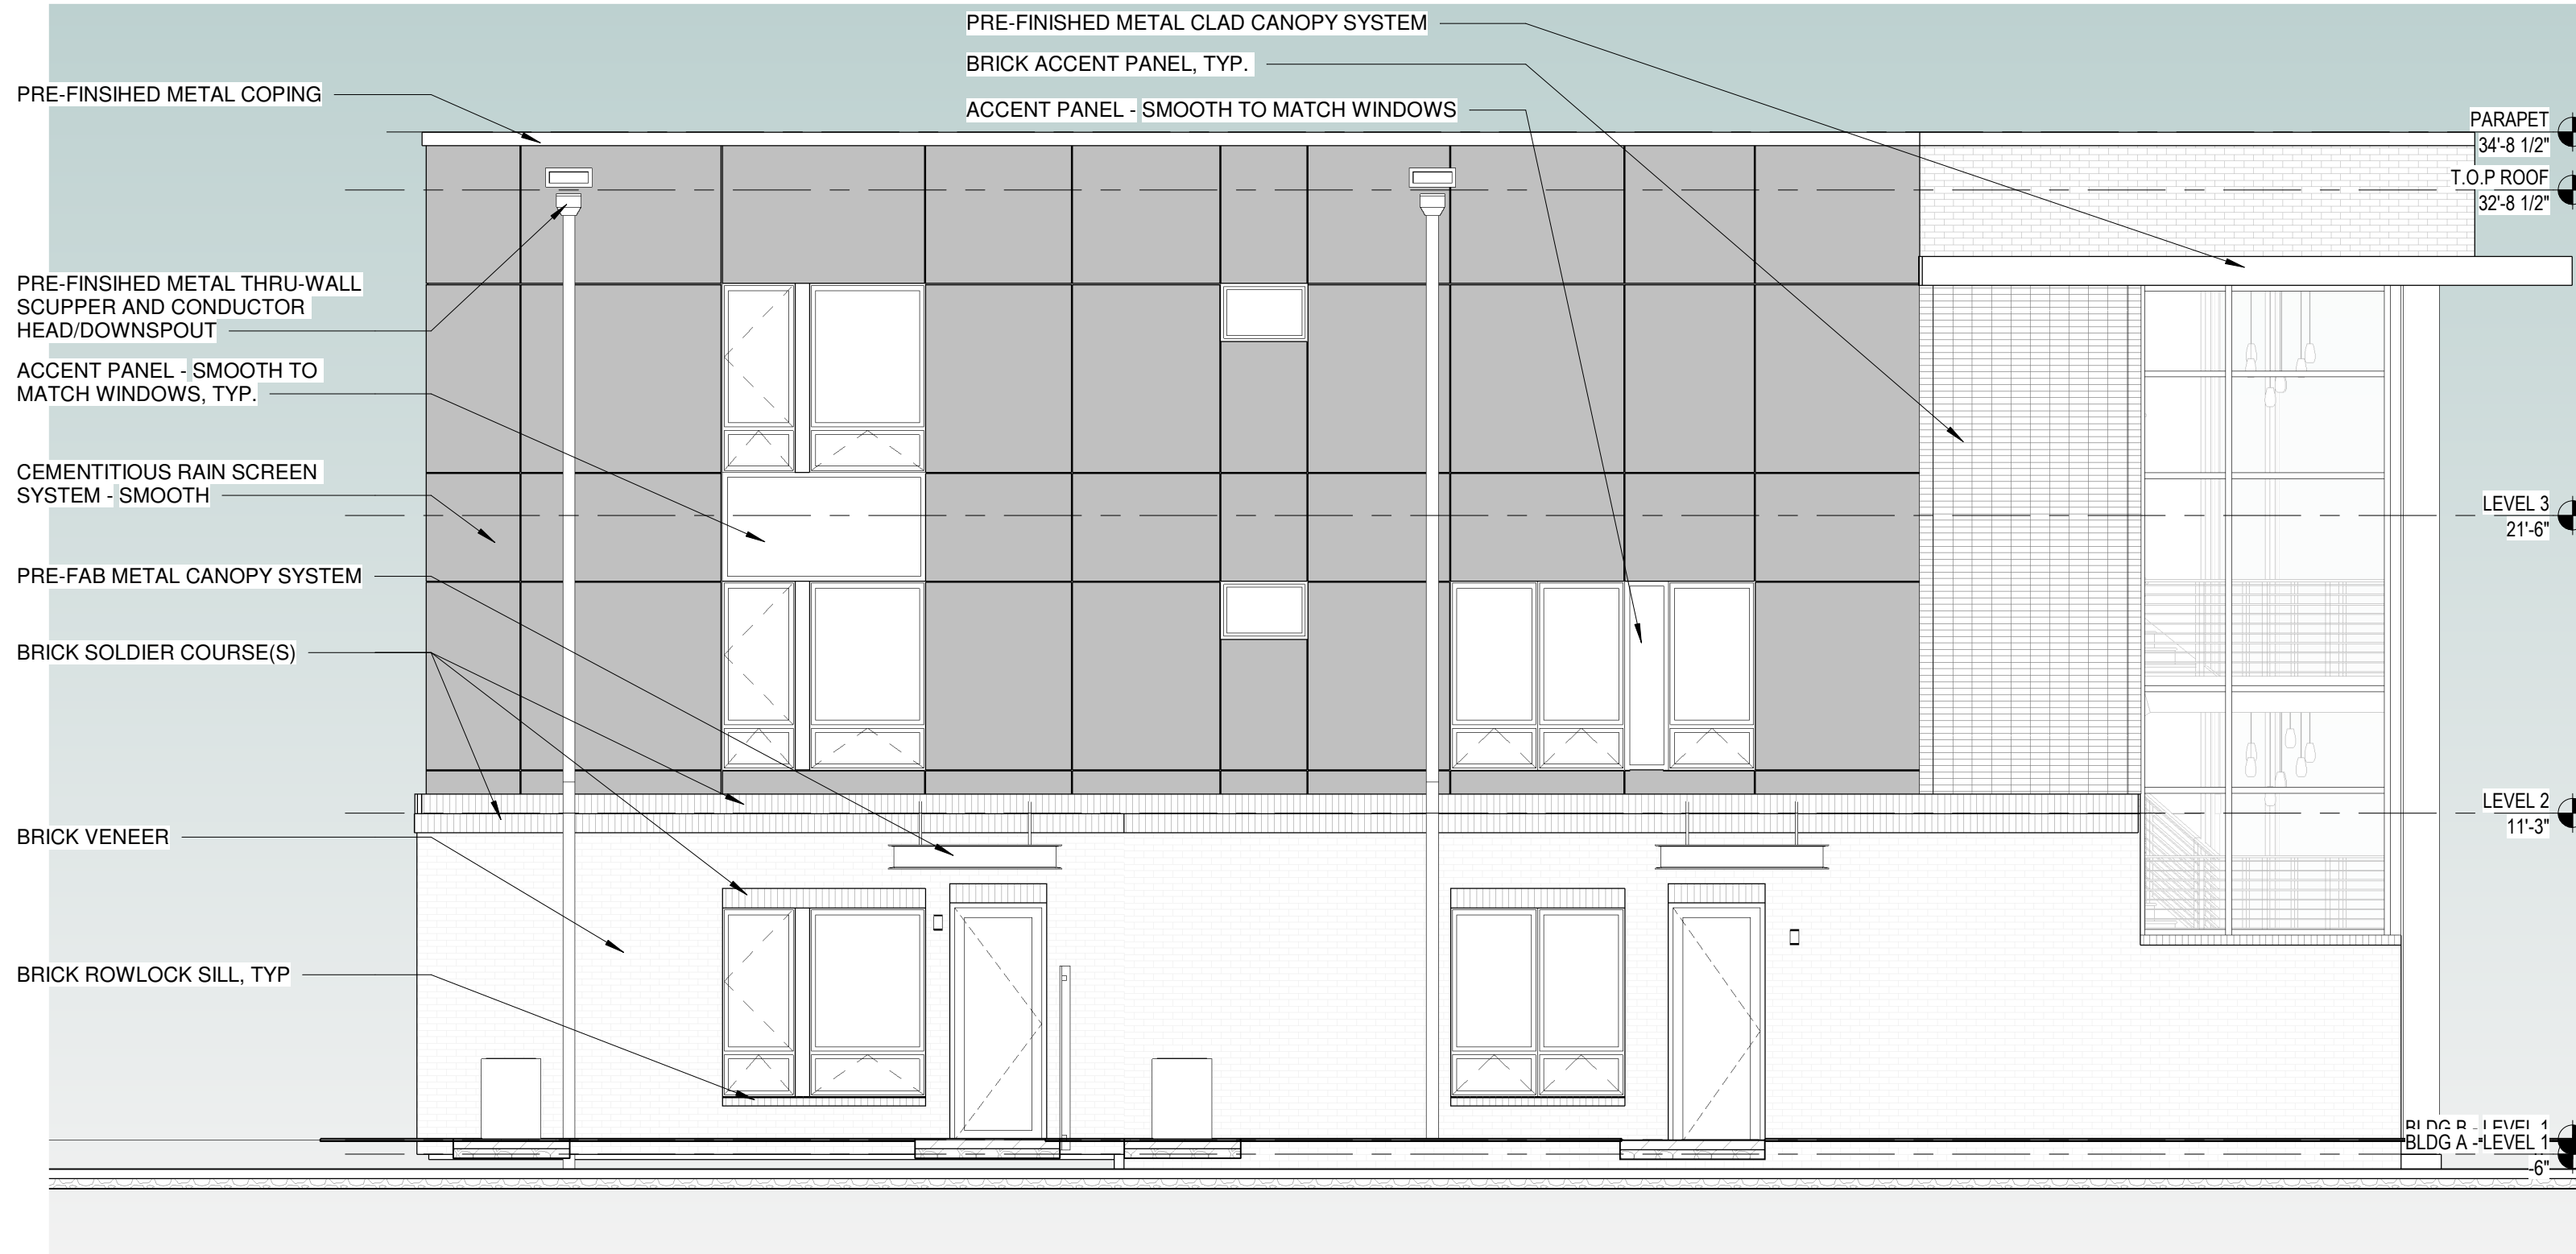 PRE-FINISHED METAL CLAD CANOPY SYSTEM
BRICK ACCENT PANEL, TYP.
ACCENT PANEL - SMOOTH TO MATCH WINDOWS
PRE-FINSIHED METAL COPING
PRE-FINSIHED METAL THRU-WALL
SCUPPER AND CONDUCTOR
HEAD/DOWNSPOUT
ACCENT PANEL - SMOOTH TO
MATCH WINDOWS, TYP.
CEMENTITIOUS RAIN SCREEN
SYSTEM - SMOOTH
PRE-FAB METAL CANOPY SYSTEM
BRICK SOLDIER COURSE(S)
BRICK VENEER
BRICK ROWLOCK SILL, TYP
PARAPET
34'-8 1/2"
T.O.P ROOF
32'-8 1/2"
LEVEL 3
21'-6"
LEVEL 2
11'-3"
BLDG B - LEVEL 1
BLDG A - LEVEL 1
-6"